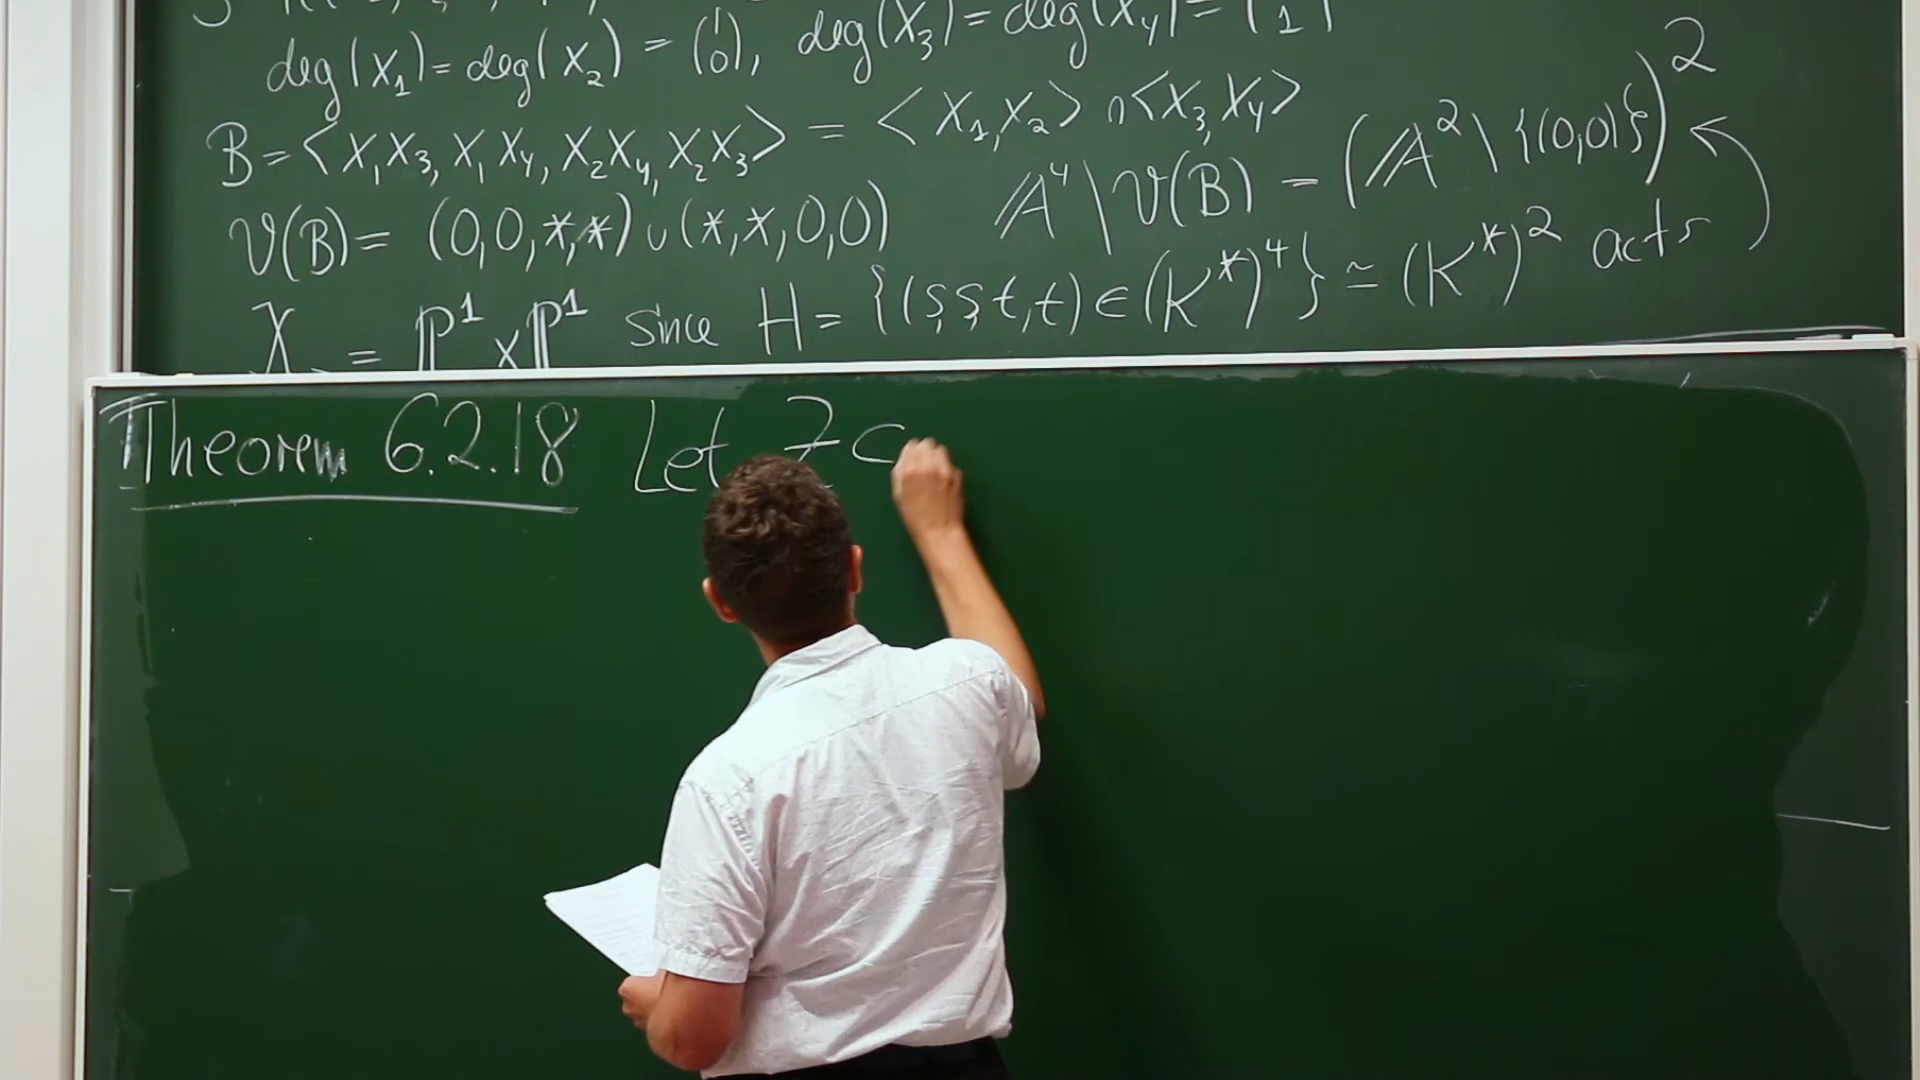 deg(X₁) = deg(X₂) = (1 0), deg(X₃) = deg(X₄) = ( 1)
B = <X₁X₃, X₁X₄, X₂X₄, X₂X₃> = <X₁,X₂> ∩ <X₃,X₄>
V(B) = (0,0,*,*) ∪ (*,*,0,0) 𝔸⁴ \ V(B) = (𝔸² \ {(0,0)})²
X = ℙ¹ × ℙ¹ since H = {(s,s,t,t) ∈ (K*)⁴} ≃ (K*)² acts
Theorem 6.2.18 Let Z ⊂